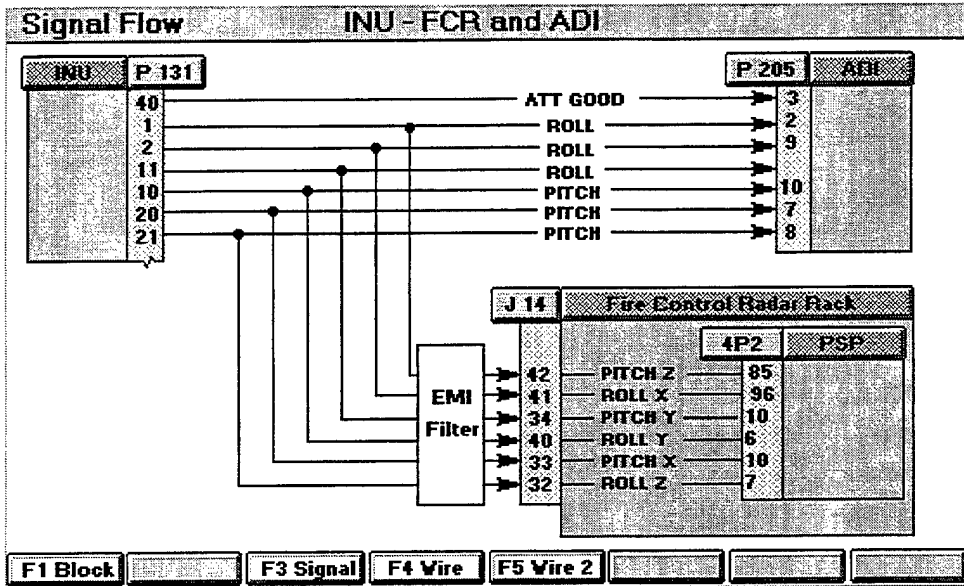 Signal Flow INU - FCR and ADI
INU P 131 P 205 ADI
40 ATT GOOD 3
1 ROLL 2
2 ROLL 9
11 ROLL
10 PITCH 10
20 PITCH 7
21 PITCH 8
J 14 Fire Control Radar Rack
4P2 PSP
EMI
Filter
42 PITCH Z 85
41 ROLL X 96
34 PITCH Y 10
40 ROLL Y 6
33 PITCH X 10
32 ROLL Z 7
F1 Block F3 Signal F4 Wire F5 Wire 2